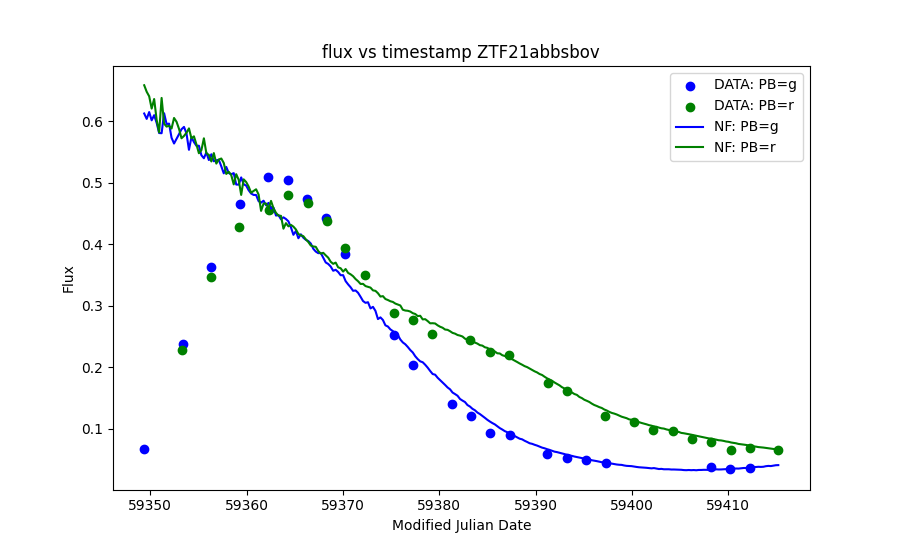 flux vs timestamp ZTF21abbsbov
DATA: PB=g
DATA: PB=r
NF: PB=g
NF: PB=r
Flux
0.6
0.5
0.4
0.3
0.2
0.1
59350 59360 59370 59380 59390 59400 59410
Modified Julian Date